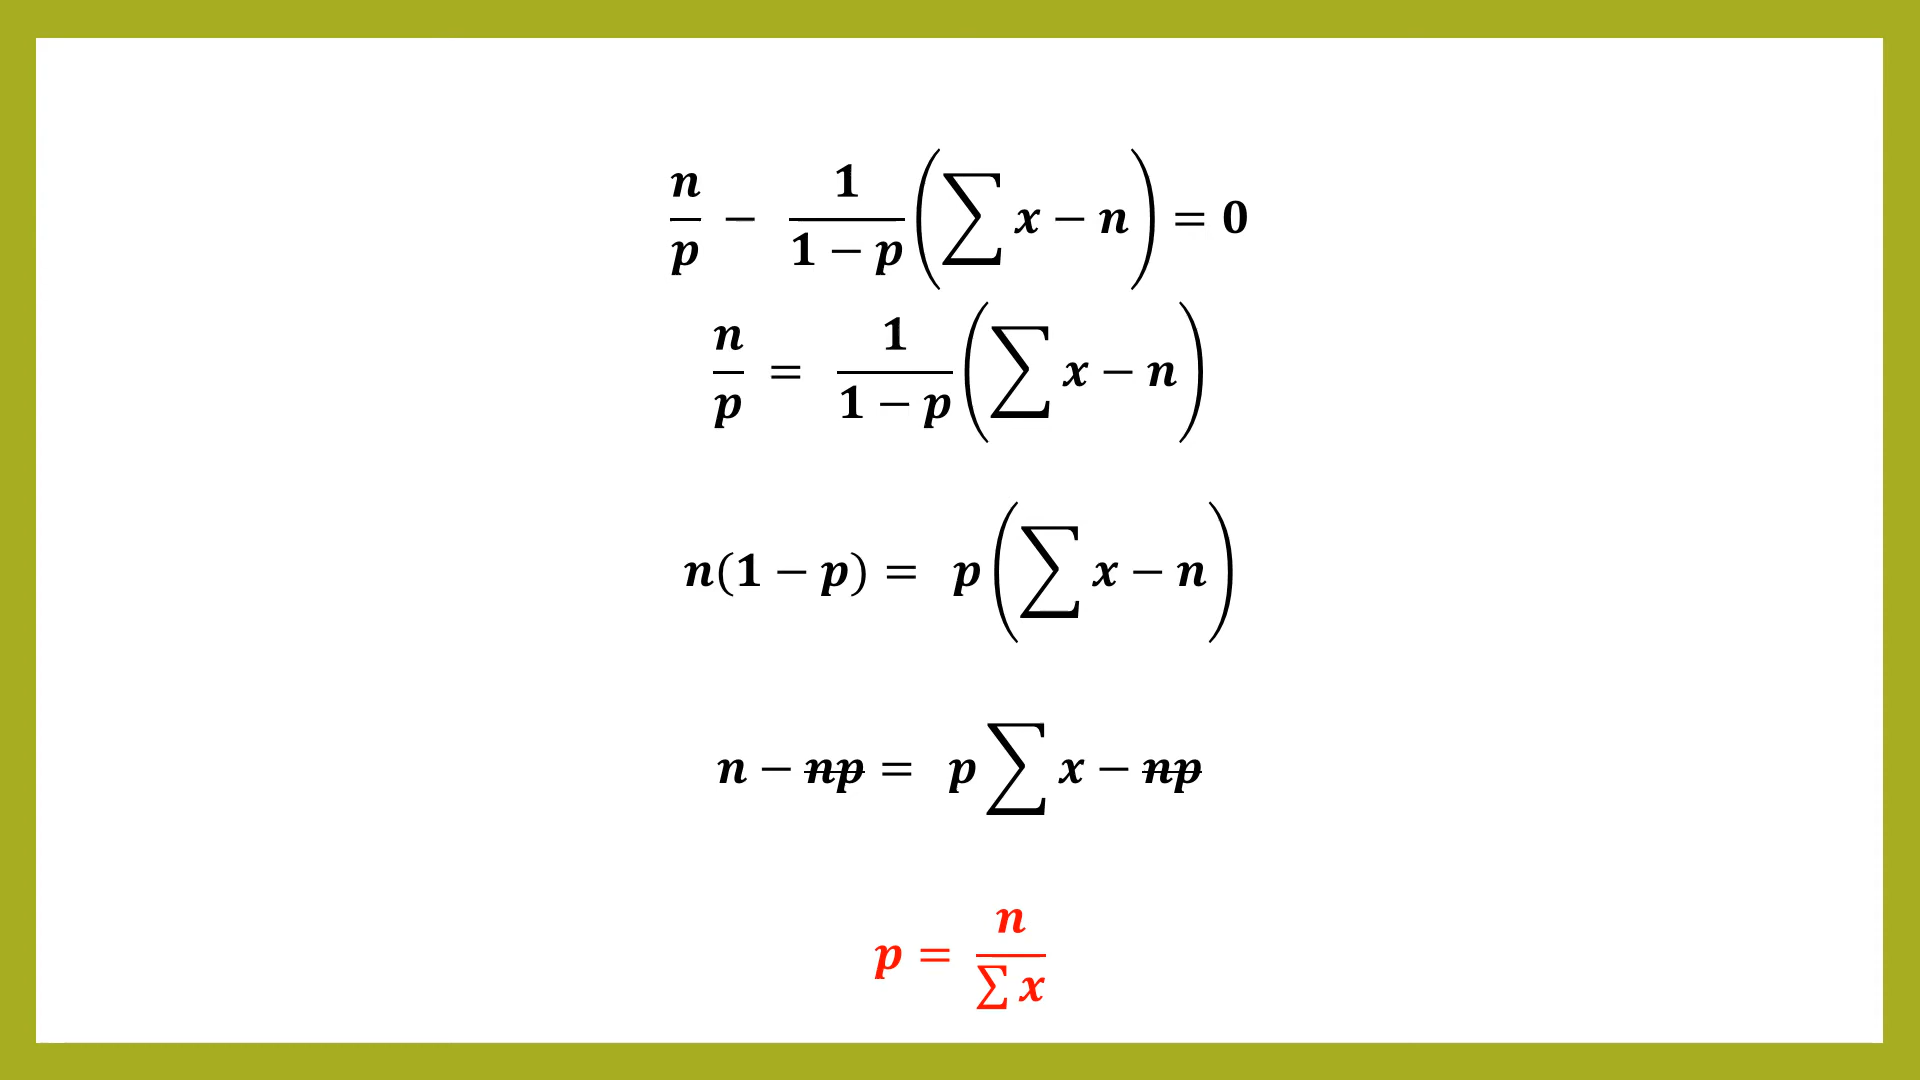 n/p − 1/(1 − p) (∑ x − n) = 0
n/p = 1/(1 − p) (∑ x − n)
n(1 − p) = p(∑ x − n)
n − np = p ∑ x − np
p = n/∑ x